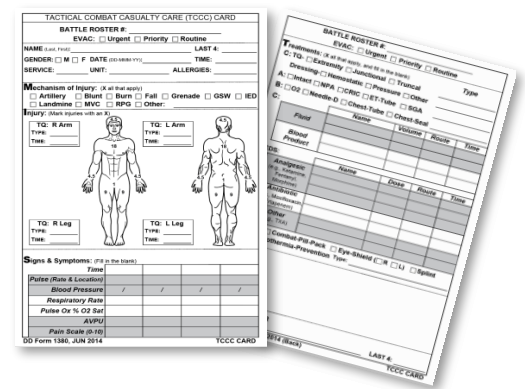 TACTICAL COMBAT CASUALTY CARE (TCCC) CARD
BATTLE ROSTER #:
EVAC: Urgent Priority Routine
NAME (Last, First): LAST 4:
GENDER: M F DATE (DD-MMM-YY): TIME:
SERVICE: UNIT: ALLERGIES:
Mechanism of Injury: (X all that apply)
Artillery Blunt Burn Fall Grenade GSW IED
Landmine MVC RPG Other:
Injury: (Mark injuries with an X)
TQ: R Arm
TYPE:
TIME:
TQ: L Arm
TYPE:
TIME:
TQ: R Leg
TYPE:
TIME:
TQ: L Leg
TYPE:
TIME:
Signs & Symptoms: (Fill in the blank)
Time
Pulse (Rate & Location)
Blood Pressure / / / /
Respiratory Rate
Pulse Ox % O2 Sat
AVPU
Pain Scale (0-10)
DD Form 1380, JUN 2014 TCCC CARD
BATTLE ROSTER #:
EVAC: Urgent Priority Routine
Treatments: (X all that apply, and fill in the blank) Type
C: TQ- Extremity Junctional Truncal
Dressing- Hemostatic Pressure Other
A: Intact NPA CRIC ET-Tube SGA
B: O2 Needle-D Chest-Tube Chest-Seal
C:
Name Volume Route Time
Fluid
Blood Product
Name Dose Route Time
Analgesic
(e.g., Ketamine, Fentanyl, Morphine)
Antibiotic
Other
Combat-Pill-Pack Eye-Shield ( R L) Splint
Type:
2014 (Back) LAST 4:
TCCC CARD